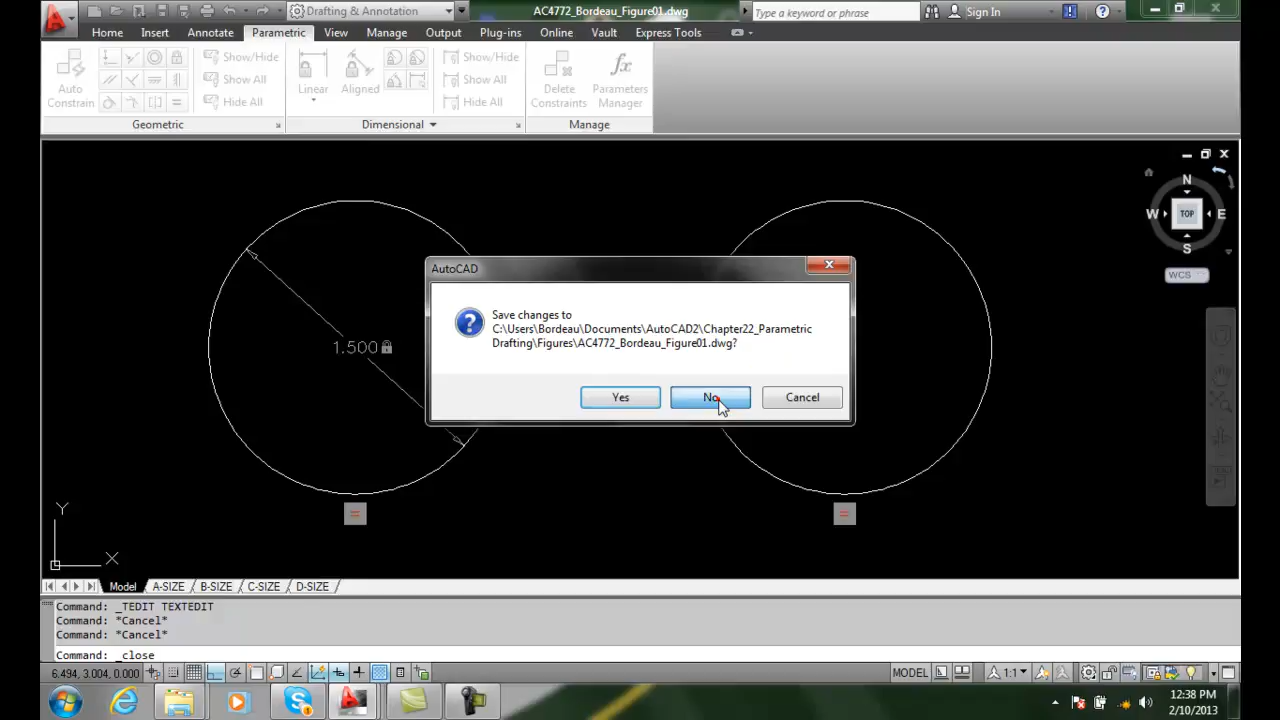 Drafting & Annotation
AC4772_Bordeau_Figure01.dwg
Type a keyword or phrase
Sign In
Home Insert Annotate Parametric View Manage Output Plug-ins Online Vault Express Tools
Auto Constrain
Show/Hide
Show All
Hide All
Linear
Aligned
Show/Hide
Show All
Hide All
Delete Constraints
fx
Parameters Manager
Geometric
Dimensional
Manage
N
W TOP E
S
WCS
AutoCAD
Save changes to
C:\Users\Bordeau\Documents\AutoCAD2\Chapter22_Parametric
Drafting\Figures\AC4772_Bordeau_Figure01.dwg?
Yes No Cancel
1.500
= =
Y
X
Model A-SIZE B-SIZE C-SIZE D-SIZE
Command: _TEDIT TEXTEDIT
Command: *Cancel*
Command: *Cancel*
Command: _close
6.494, 3.004, 0.000
MODEL
1:1
12:38 PM
2/10/2013